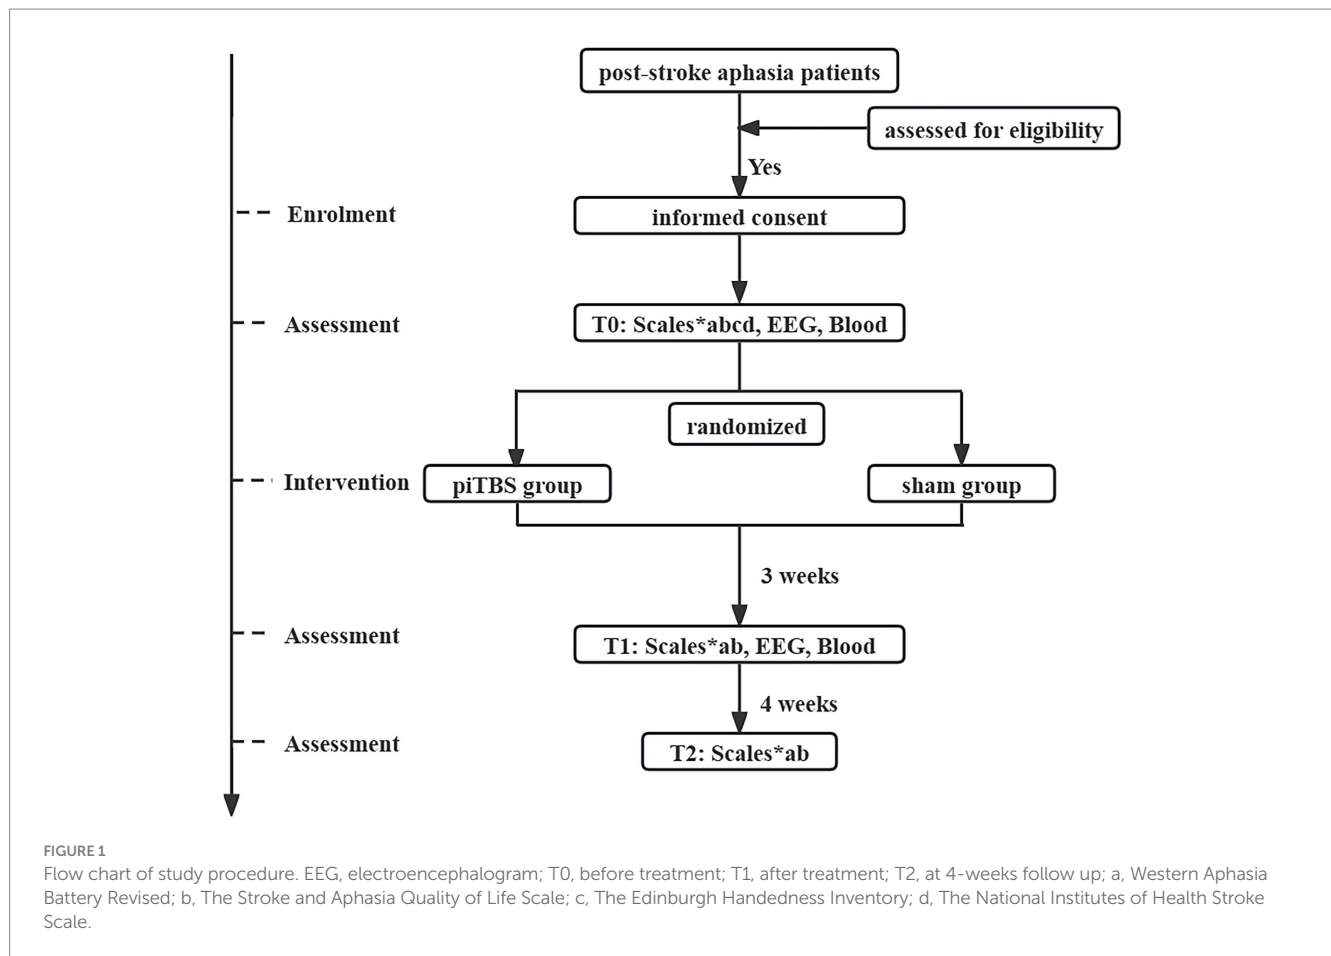 post-stroke aphasia patients
assessed for eligibility
Yes
Enrolment
informed consent
Assessment
T0: Scales*abcd, EEG, Blood
randomized
Intervention
piTBS group
sham group
3 weeks
Assessment
T1: Scales*ab, EEG, Blood
4 weeks
Assessment
T2: Scales*ab
FIGURE 1
Flow chart of study procedure. EEG, electroencephalogram; T0, before treatment; T1, after treatment; T2, at 4-weeks follow up; a, Western Aphasia
Battery Revised; b, The Stroke and Aphasia Quality of Life Scale; c, The Edinburgh Handedness Inventory; d, The National Institutes of Health Stroke
Scale.